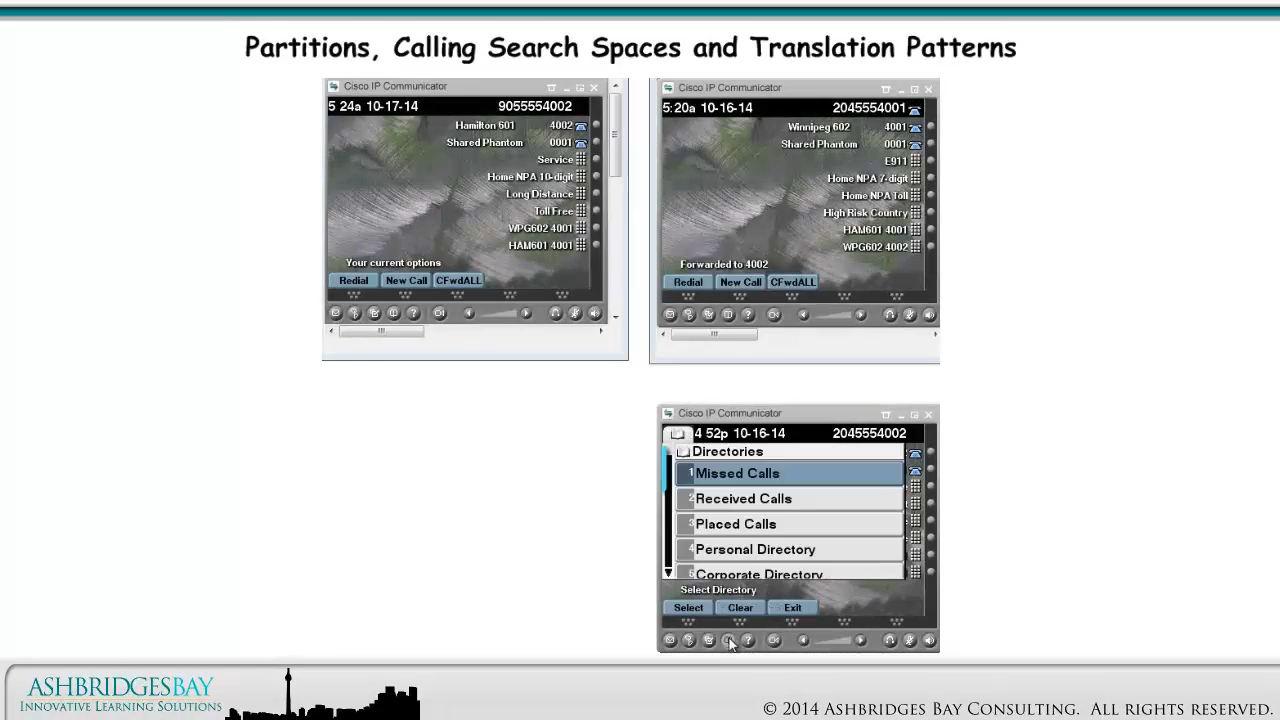 Partitions, Calling Search Spaces and Translation Patterns
Cisco IP Communicator
5 24a 10-17-14 9055554002
Hamilton 601 4002
Shared Phantom 0001
Service
Home NPA 10-digit
Long Distance
Toll Free
WPG602 4001
HAM601 4001
Your current options
Redial New Call CFwdALL
Cisco IP Communicator
5:20a 10-16-14 2045554001
Winnipeg 602 4001
Shared Phantom 0001
E911
Home NPA 7-digit
Home NPA Toll
High Risk Country
HAM601 4001
WPG602 4002
Forwarded to 4002
Redial New Call CFwdALL
Cisco IP Communicator
4 52p 10-16-14 2045554002
Directories
1 Missed Calls
2 Received Calls
3 Placed Calls
4 Personal Directory
5 Corporate Directory
Select Directory
Select Clear Exit
ASHBRIDGESBAY
INNOVATIVE LEARNING SOLUTIONS
© 2014 ASHBRIDGES BAY CONSULTING. ALL RIGHTS RESERVED.